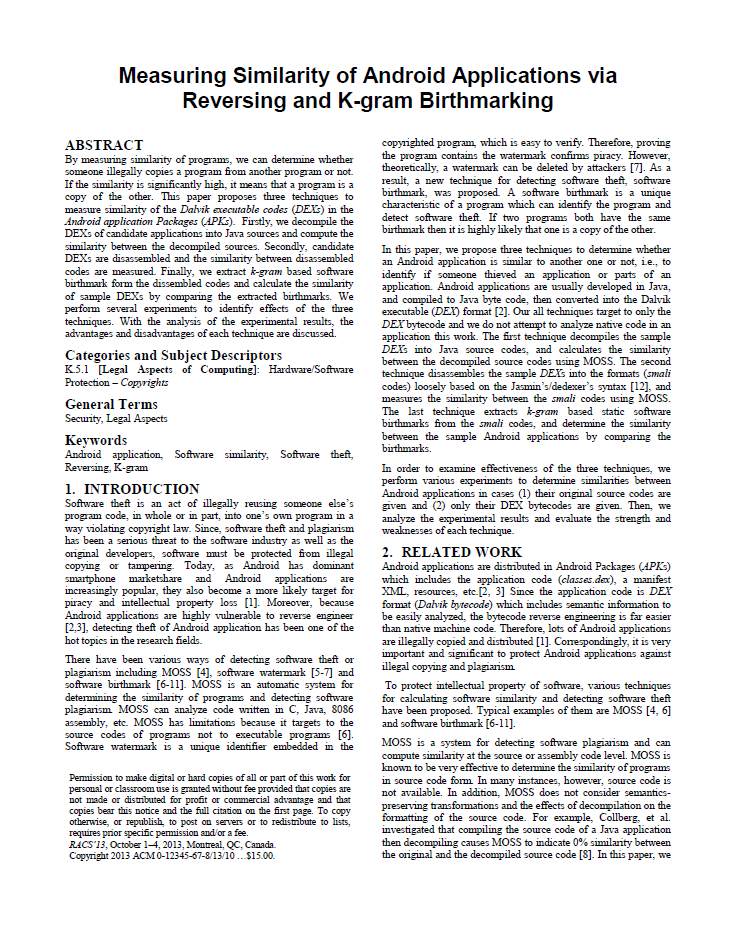 Measuring Similarity of Android Applications via
Reversing and K-gram Birthmarking
ABSTRACT
By measuring similarity of programs, we can determine whether
someone illegally copies a program from another program or not.
If the similarity is significantly high, it means that a program is a
copy of the other. This paper proposes three techniques to
measure similarity of the Dalvik executable codes (DEXs) in the
Android application Packages (APKs). Firstly, we decompile the
DEXs of candidate applications into Java sources and compute the
similarity between the decompiled sources. Secondly, candidate
DEXs are disassembled and the similarity between disassembled
codes are measured. Finally, we extract k-gram based software
birthmark form the dissembled codes and calculate the similarity
of sample DEXs by comparing the extracted birthmarks. We
perform several experiments to identify effects of the three
techniques. With the analysis of the experimental results, the
advantages and disadvantages of each technique are discussed.
Categories and Subject Descriptors
K.5.1 [Legal Aspects of Computing]: Hardware/Software
Protection – Copyrights
General Terms
Security, Legal Aspects
Keywords
Android application, Software similarity, Software theft,
Reversing, K-gram
1. INTRODUCTION
Software theft is an act of illegally reusing someone else's
program code, in whole or in part, into one's own program in a
way violating copyright law. Since, software theft and plagiarism
has been a serious threat to the software industry as well as the
original developers, software must be protected from illegal
copying or tampering. Today, as Android has dominant
smartphone marketshare and Android applications are
increasingly popular, they also become a more likely target for
piracy and intellectual property loss [1]. Moreover, because
Android applications are highly vulnerable to reverse engineer
[2,3], detecting theft of Android application has been one of the
hot topics in the research fields.
There have been various ways of detecting software theft or
plagiarism including MOSS [4], software watermark [5-7] and
software birthmark [6-11]. MOSS is an automatic system for
determining the similarity of programs and detecting software
plagiarism. MOSS can analyze code written in C, Java, 8086
assembly, etc. MOSS has limitations because it targets to the
source codes of programs not to executable programs [6].
Software watermark is a unique identifier embedded in the
Permission to make digital or hard copies of all or part of this work for
personal or classroom use is granted without fee provided that copies are
not made or distributed for profit or commercial advantage and that
copies bear this notice and the full citation on the first page. To copy
otherwise, or republish, to post on servers or to redistribute to lists,
requires prior specific permission and/or a fee.
RACS'13, October 1–4, 2013, Montreal, QC, Canada.
Copyright 2013 ACM 0-12345-67-8/13/10 …$15.00.
copyrighted program, which is easy to verify. Therefore, proving
the program contains the watermark confirms piracy. However,
theoretically, a watermark can be deleted by attackers [7]. As a
result, a new technique for detecting software theft, software
birthmark, was proposed. A software birthmark is a unique
characteristic of a program which can identify the program and
detect software theft. If two programs both have the same
birthmark then it is highly likely that one is a copy of the other.
In this paper, we propose three techniques to determine whether
an Android application is similar to another one or not, i.e., to
identify if someone thieved an application or parts of an
application. Android applications are usually developed in Java,
and compiled to Java byte code, then converted into the Dalvik
executable (DEX) format [2]. Our all techniques target to only the
DEX bytecode and we do not attempt to analyze native code in an
application this work. The first technique decompiles the sample
DEXs into Java source codes, and calculates the similarity
between the decompiled source codes using MOSS. The second
technique disassembles the sample DEXs into the formats (smali
codes) loosely based on the Jasmin's/dedexer's syntax [12], and
measures the similarity between the smali codes using MOSS.
The last technique extracts k-gram based static software
birthmarks from the smali codes, and determine the similarity
between the sample Android applications by comparing the
birthmarks.
In order to examine effectiveness of the three techniques, we
perform various experiments to determine similarities between
Android applications in cases (1) their original source codes are
given and (2) only their DEX bytecodes are given. Then, we
analyze the experimental results and evaluate the strength and
weaknesses of each technique.
2. RELATED WORK
Android applications are distributed in Android Packages (APKs)
which includes the application code (classes.dex), a manifest
XML, resources, etc.[2, 3] Since the application code is DEX
format (Dalvik bytecode) which includes semantic information to
be easily analyzed, the bytecode reverse engineering is far easier
than native machine code. Therefore, lots of Android applications
are illegally copied and distributed [1]. Correspondingly, it is very
important and significant to protect Android applications against
illegal copying and plagiarism.
To protect intellectual property of software, various techniques
for calculating software similarity and detecting software theft
have been proposed. Typical examples of them are MOSS [4, 6]
and software birthmark [6-11].
MOSS is a system for detecting software plagiarism and can
compute similarity at the source or assembly code level. MOSS is
known to be very effective to determine the similarity of programs
in source code form. In many instances, however, source code is
not available. In addition, MOSS does not consider semantics-
preserving transformations and the effects of decompilation on the
formatting of the source code. For example, Collberg, et al.
investigated that compiling the source code of a Java application
then decompiling causes MOSS to indicate 0% similarity between
the original and the decompiled source code [8]. In this paper, we